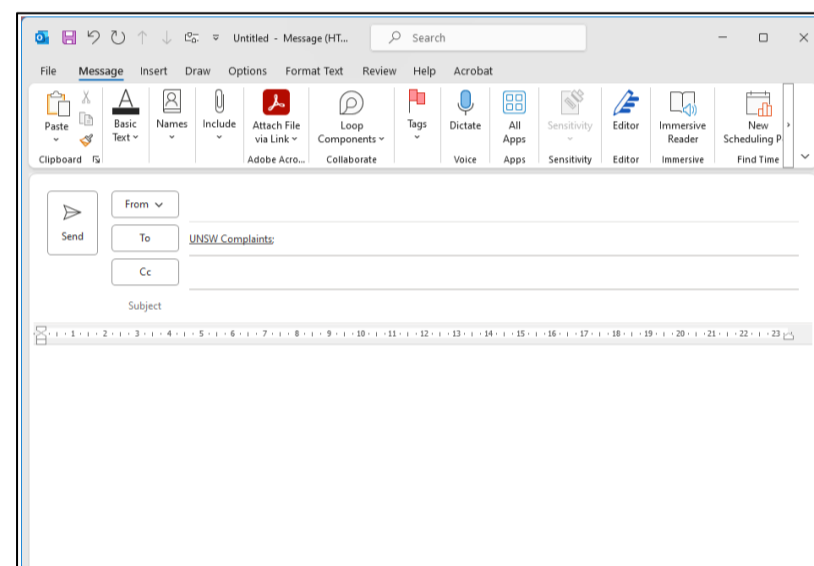 Untitled - Message (HT...
Search
File Message Insert Draw Options Format Text Review Help Acrobat
Paste
Basic Text
Names
Include
Attach File via Link
Loop Components
Tags
Dictate
All Apps
Sensitivity
Editor
Immersive Reader
New Scheduling P
Clipboard Adobe Acro... Collaborate Voice Apps Sensitivity Editor Immersive Find Time
Send
From
To UNSW Complaints;
Cc
Subject
1 2 3 4 5 6 7 8 9 10 11 12 13 14 15 16 17 18 19 20 21 22 23